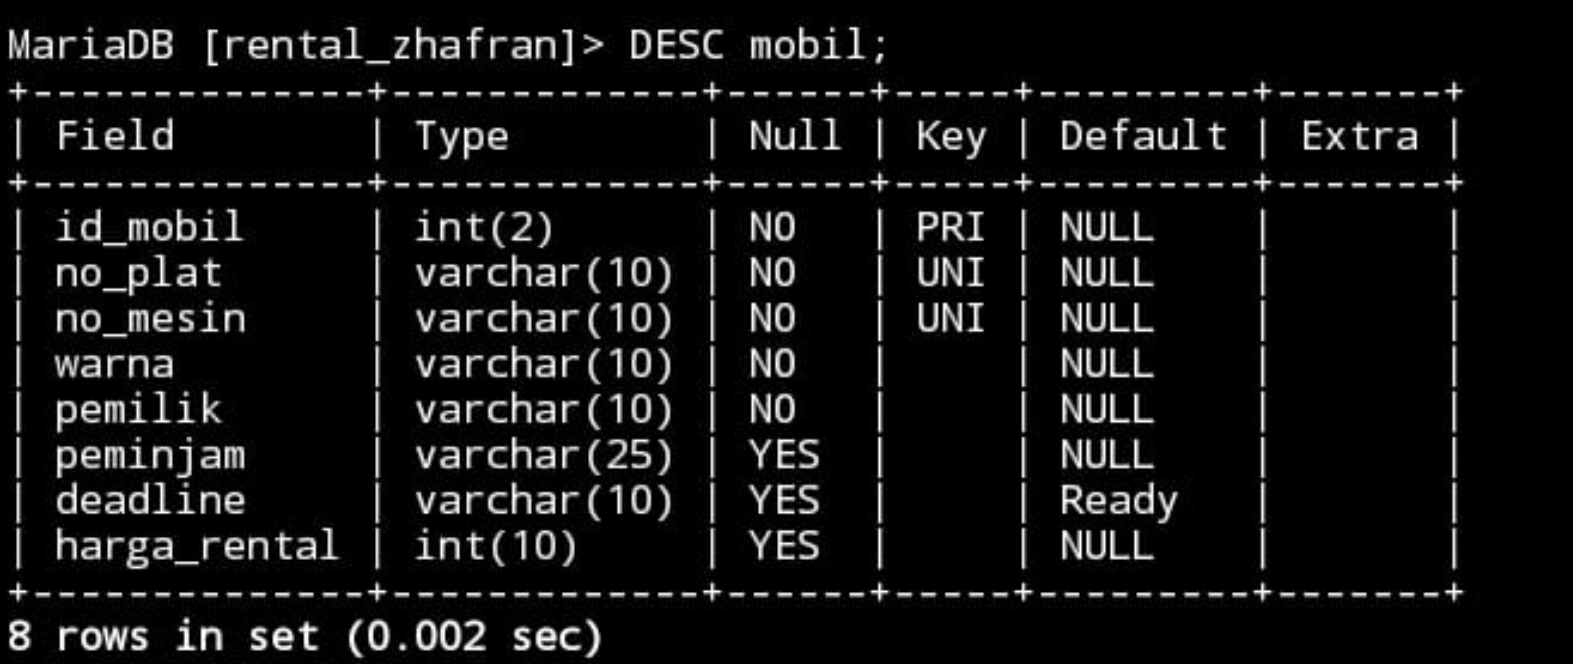 MariaDB [rental_zhafran]> DESC mobil;
+--------------+-------------+------+-----+---------+-------+
| Field        | Type        | Null | Key | Default | Extra |
+--------------+-------------+------+-----+---------+-------+
| id_mobil     | int(2)      | NO   | PRI | NULL    |       |
| no_plat      | varchar(10) | NO   | UNI | NULL    |       |
| no_mesin     | varchar(10) | NO   | UNI | NULL    |       |
| warna        | varchar(10) | NO   |     | NULL    |       |
| pemilik      | varchar(10) | NO   |     | NULL    |       |
| peminjam     | varchar(25) | YES  |     | NULL    |       |
| deadline     | varchar(10) | YES  |     | Ready   |       |
| harga_rental | int(10)     | YES  |     | NULL    |       |
+--------------+-------------+------+-----+---------+-------+
8 rows in set (0.002 sec)